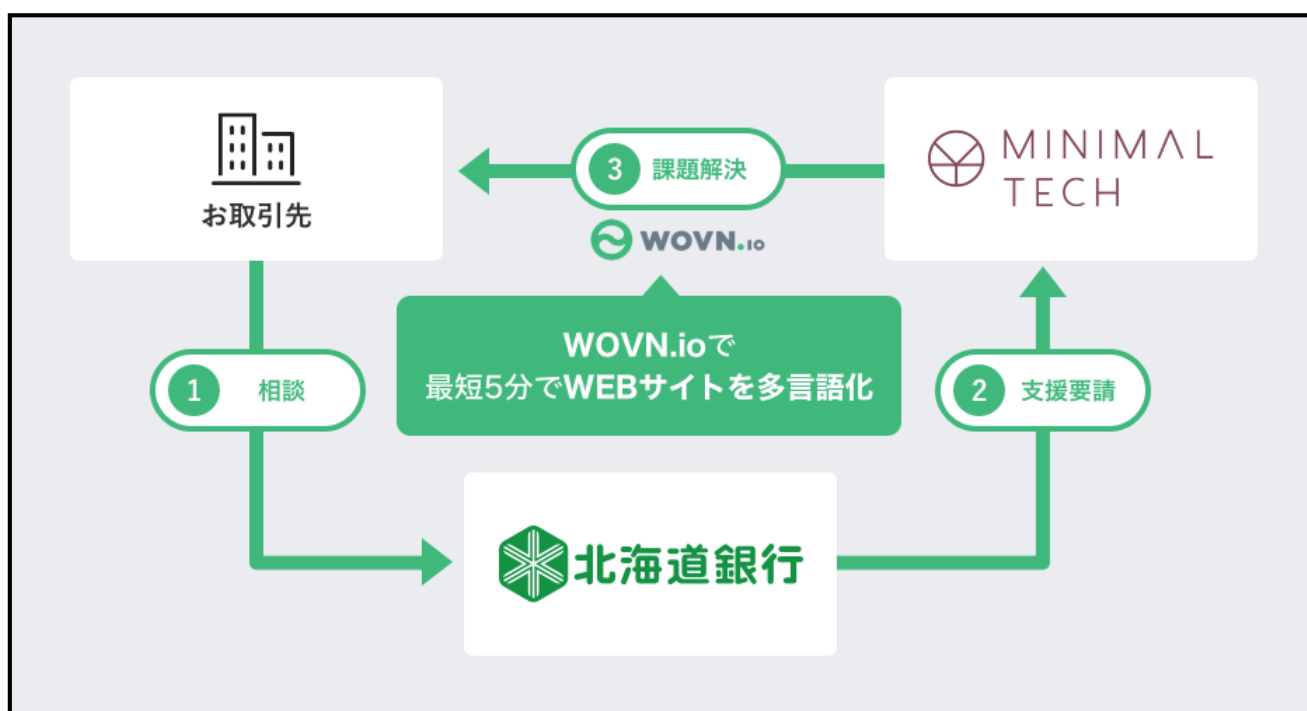 お取引先
3 課題解決
WOVN.io
MINIMAL
TECH
WOVN.ioで
最短5分でWEBサイトを多言語化
1 相談
2 支援要請
北海道銀行